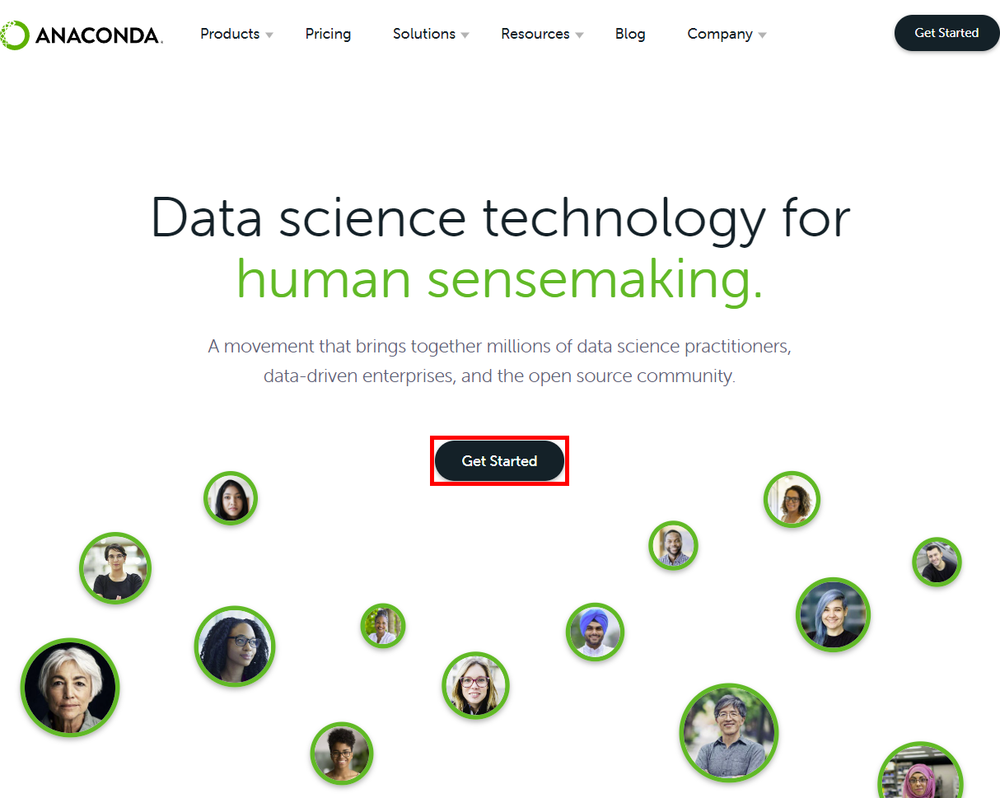 ANACONDA.
Products
Pricing
Solutions
Resources
Blog
Company
Get Started
Data science technology for
human sensemaking.
A movement that brings together millions of data science practitioners,
data-driven enterprises, and the open source community.
Get Started